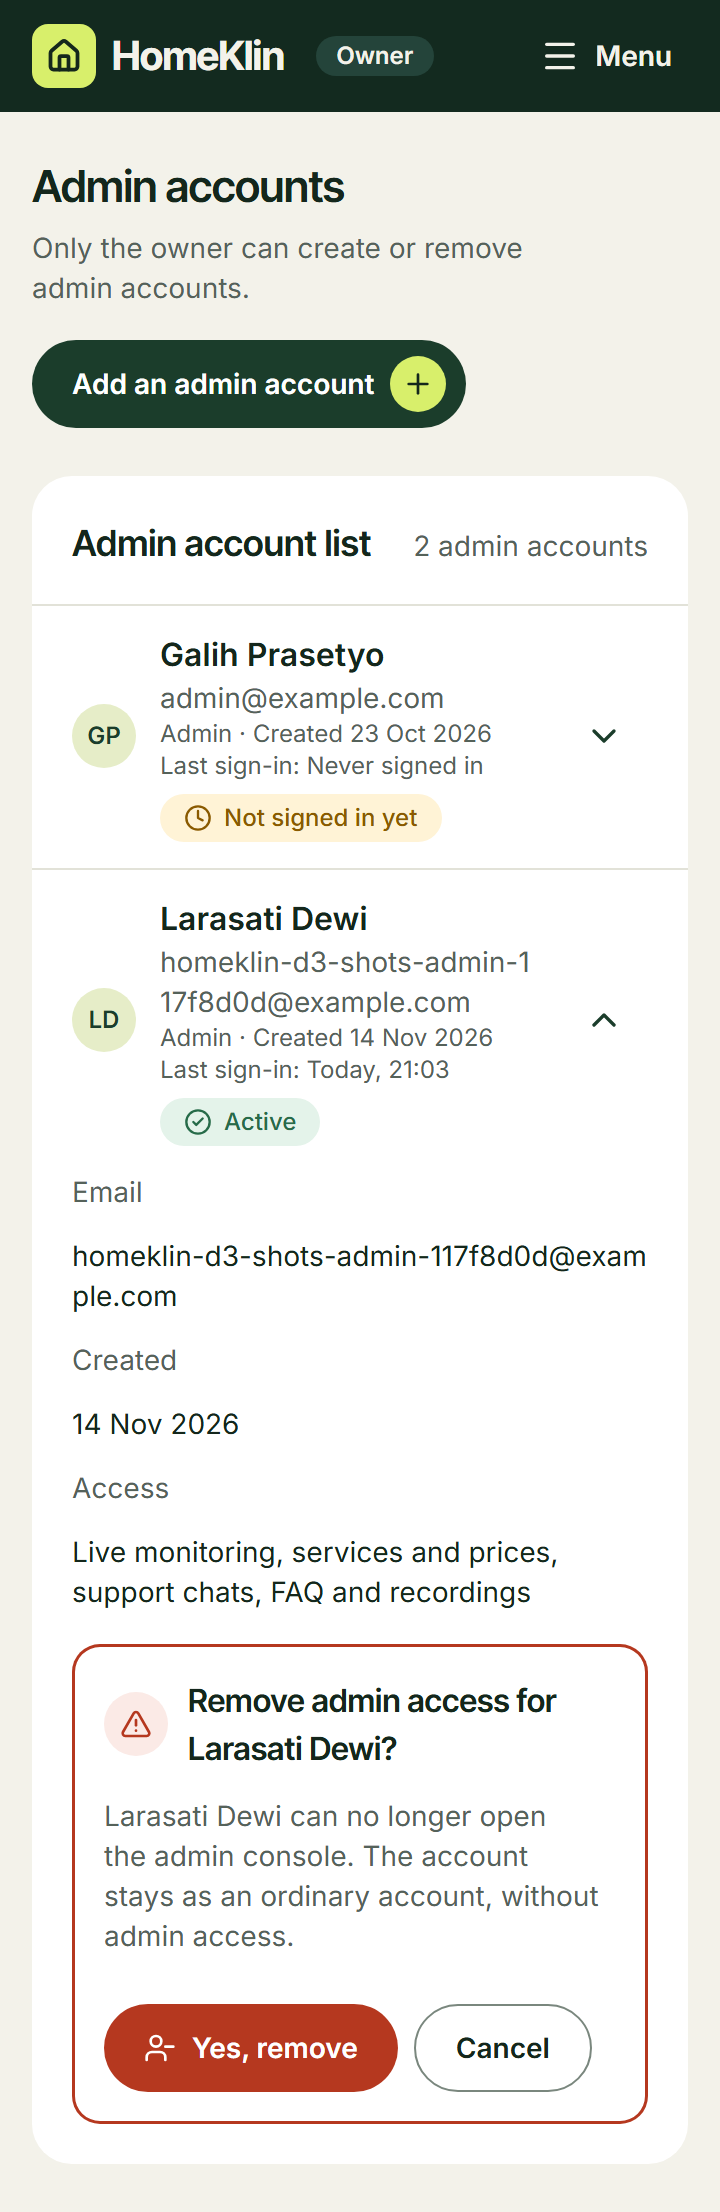 HomeKlin
Owner
Menu
Admin accounts
Only the owner can create or remove
admin accounts.
Add an admin account
Admin account list
2 admin accounts
Galih Prasetyo
admin@example.com
Admin · Created 23 Oct 2026
Last sign-in: Never signed in
GP
Not signed in yet
Larasati Dewi
homeklin-d3-shots-admin-1
17f8d0d@example.com
LD
Admin · Created 14 Nov 2026
Last sign-in: Today, 21:03
Active
Email
homeklin-d3-shots-admin-117f8d0d@exam
ple.com
Created
14 Nov 2026
Access
Live monitoring, services and prices,
support chats, FAQ and recordings
Remove admin access for
Larasati Dewi?
Larasati Dewi can no longer open
the admin console. The account
stays as an ordinary account, without
admin access.
Yes, remove
Cancel